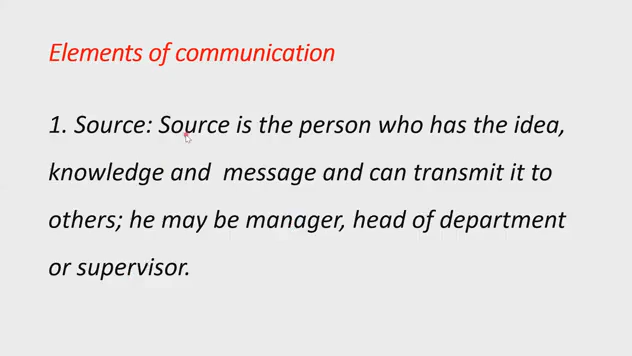 Elements of communication
1. Source: Source is the person who has the idea,
knowledge and message and can transmit it to
others; he may be manager, head of department
or supervisor.